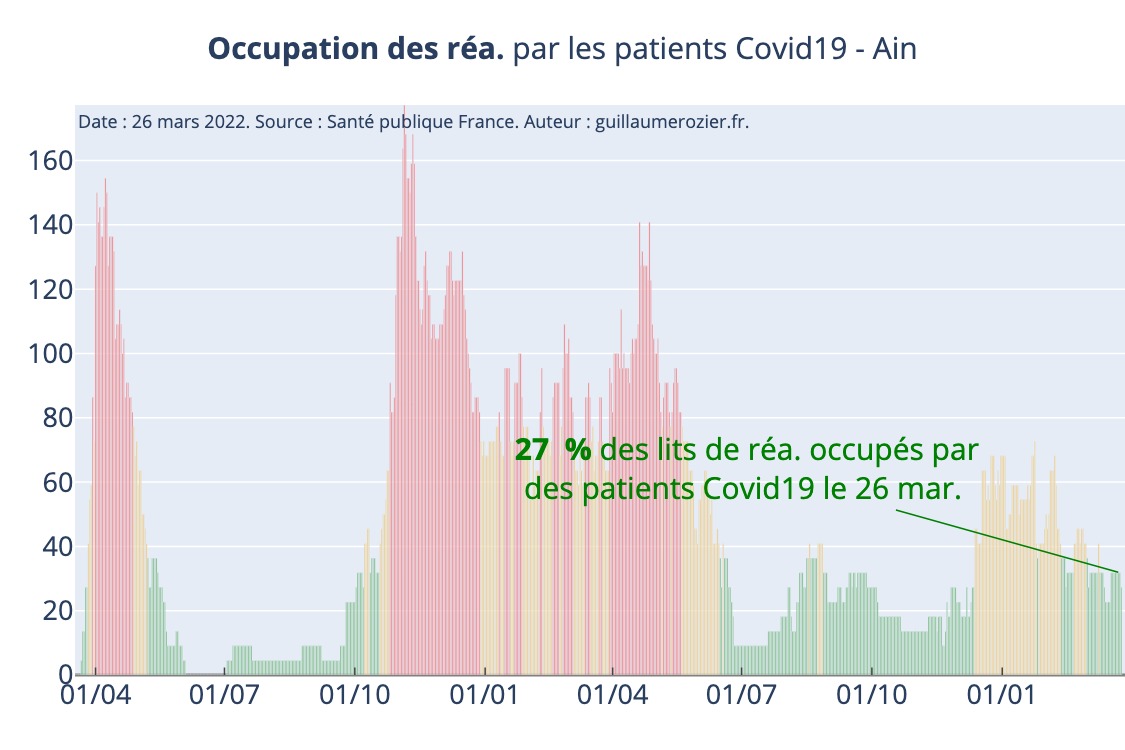 Occupation des réa. par les patients Covid19 - Ain
Date : 26 mars 2022. Source : Santé publique France. Auteur : guillaumerozier.fr.
160
140
120
100
80
60
40
20
0
27 % des lits de réa. occupés par
des patients Covid19 le 26 mar.
01/04 01/07 01/10 01/01 01/04 01/07 01/10 01/01